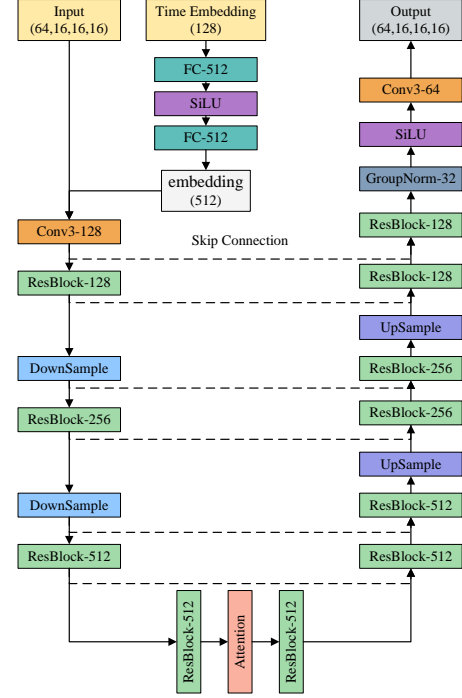 Input
(64,16,16,16)
Time Embedding
(128)
Output
(64,16,16,16)
FC-512
SiLU
FC-512
embedding
(512)
Conv3-64
SiLU
GroupNorm-32
ResBlock-128
Conv3-128
Skip Connection
ResBlock-128
ResBlock-128
UpSample
DownSample
ResBlock-256
ResBlock-256
ResBlock-256
UpSample
DownSample
ResBlock-512
ResBlock-512
ResBlock-512
ResBlock-512
Attention
ResBlock-512